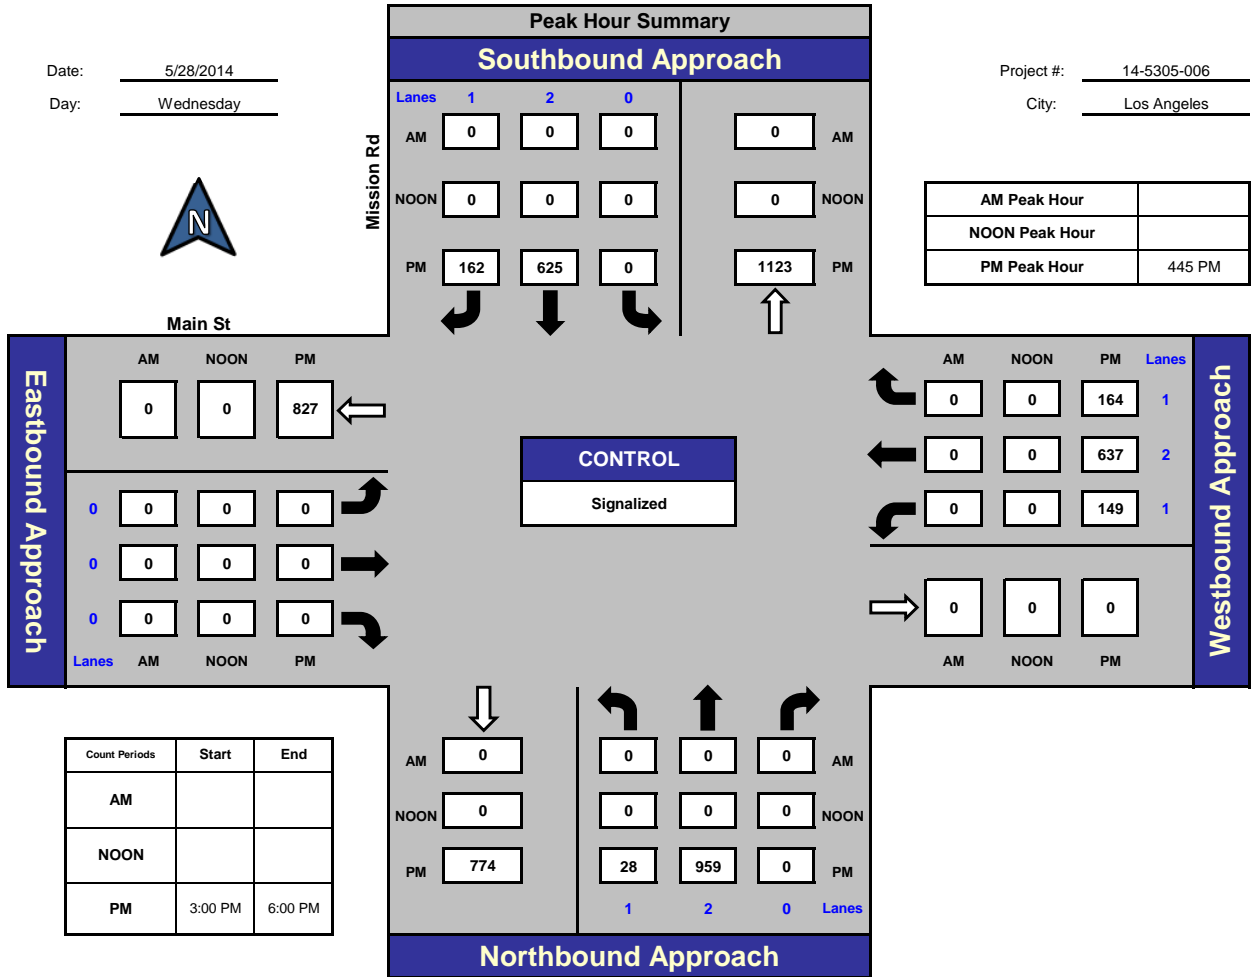 Peak Hour Summary
Southbound Approach
Date: 5/28/2014
Day: Wednesday
Project #: 14-5305-006
City: Los Angeles
N
Mission Rd
Lanes 1 2 0
AM 0 0 0 0 AM
NOON 0 0 0 0 NOON
PM 162 625 0 1123 PM
AM Peak Hour
NOON Peak Hour
PM Peak Hour 445 PM
Main St
Eastbound Approach
AM NOON PM
0 0 827
0 0 0 0
0 0 0 0
0 0 0 0
Lanes AM NOON PM
CONTROL
Signalized
AM NOON PM Lanes
0 0 164 1
0 0 637 2
0 0 149 1
0 0 0
AM NOON PM
Westbound Approach
Count Periods Start End
AM
NOON
PM 3:00 PM 6:00 PM
AM 0 0 0 0 AM
NOON 0 0 0 0 NOON
PM 774 28 959 0 PM
1 2 0 Lanes
Northbound Approach